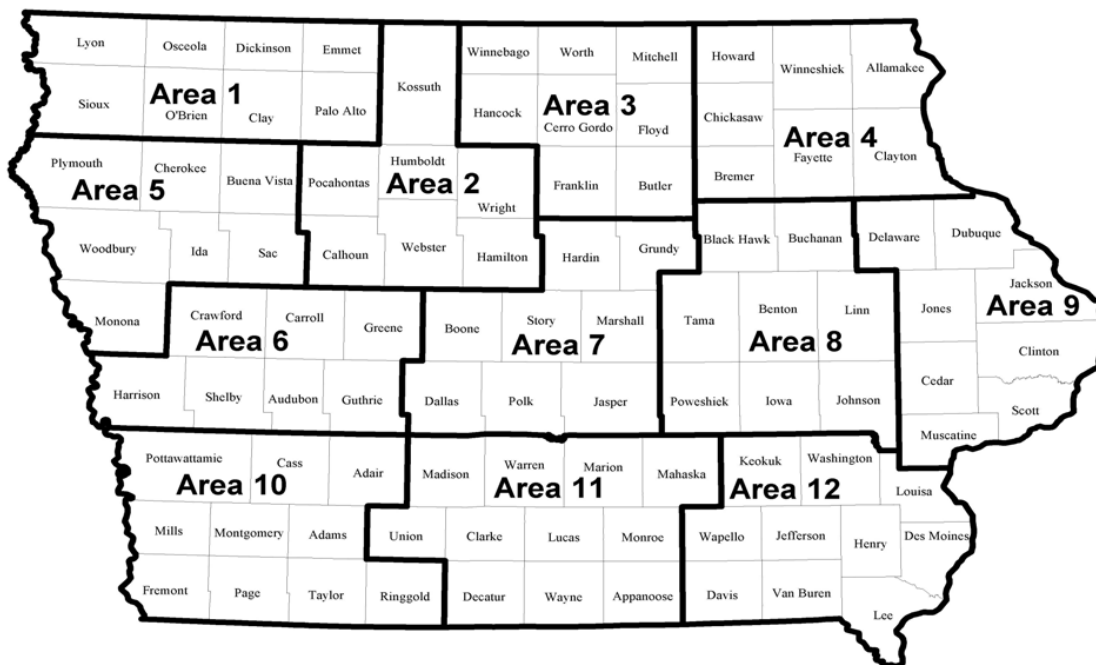 Lyon
Osceola
Dickinson
Emmet
Sioux
Area 1
O'Brien
Clay
Palo Alto
Kossuth
Winnebago
Worth
Mitchell
Hancock
Area 3
Cerro Gordo
Floyd
Franklin
Butler
Howard
Winneshiek
Allamakee
Chickasaw
Area 4
Fayette
Clayton
Bremer
Plymouth
Cherokee
Buena Vista
Area 5
Woodbury
Ida
Sac
Monona
Pocahontas
Humboldt
Area 2
Wright
Calhoun
Webster
Hamilton
Crawford
Carroll
Greene
Area 6
Harrison
Shelby
Audubon
Guthrie
Hardin
Grundy
Boone
Story
Marshall
Area 7
Dallas
Polk
Jasper
Black Hawk
Buchanan
Tama
Benton
Linn
Area 8
Poweshiek
Iowa
Johnson
Delaware
Dubuque
Jones
Jackson
Area 9
Clinton
Cedar
Scott
Muscatine
Pottawattamie
Cass
Adair
Area 10
Mills
Montgomery
Adams
Fremont
Page
Taylor
Ringgold
Madison
Warren
Marion
Mahaska
Area 11
Union
Clarke
Lucas
Monroe
Decatur
Wayne
Appanoose
Keokuk
Washington
Area 12
Louisa
Wapello
Jefferson
Henry
Des Moines
Davis
Van Buren
Lee